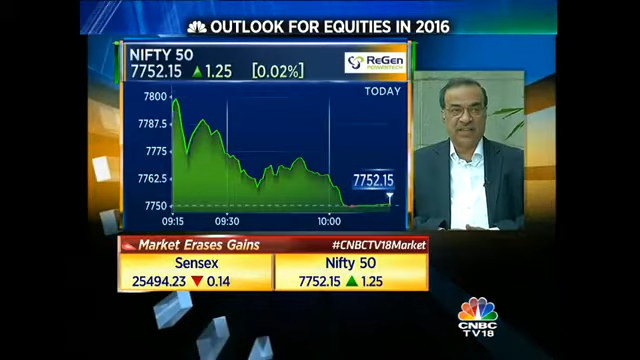 OUTLOOK FOR EQUITIES IN 2016
NIFTY 50
7752.15 ▲ 1.25 [0.02%]
ReGen
POWERTECH
TODAY
7800
7787.5
7775
7762.5
7750
7752.15
09:15 09:30 10:00
Market Erases Gains #CNBCTV18Market
Sensex Nifty 50
25494.23 ▼ 0.14 7752.15 ▲ 1.25
CNBC
TV18